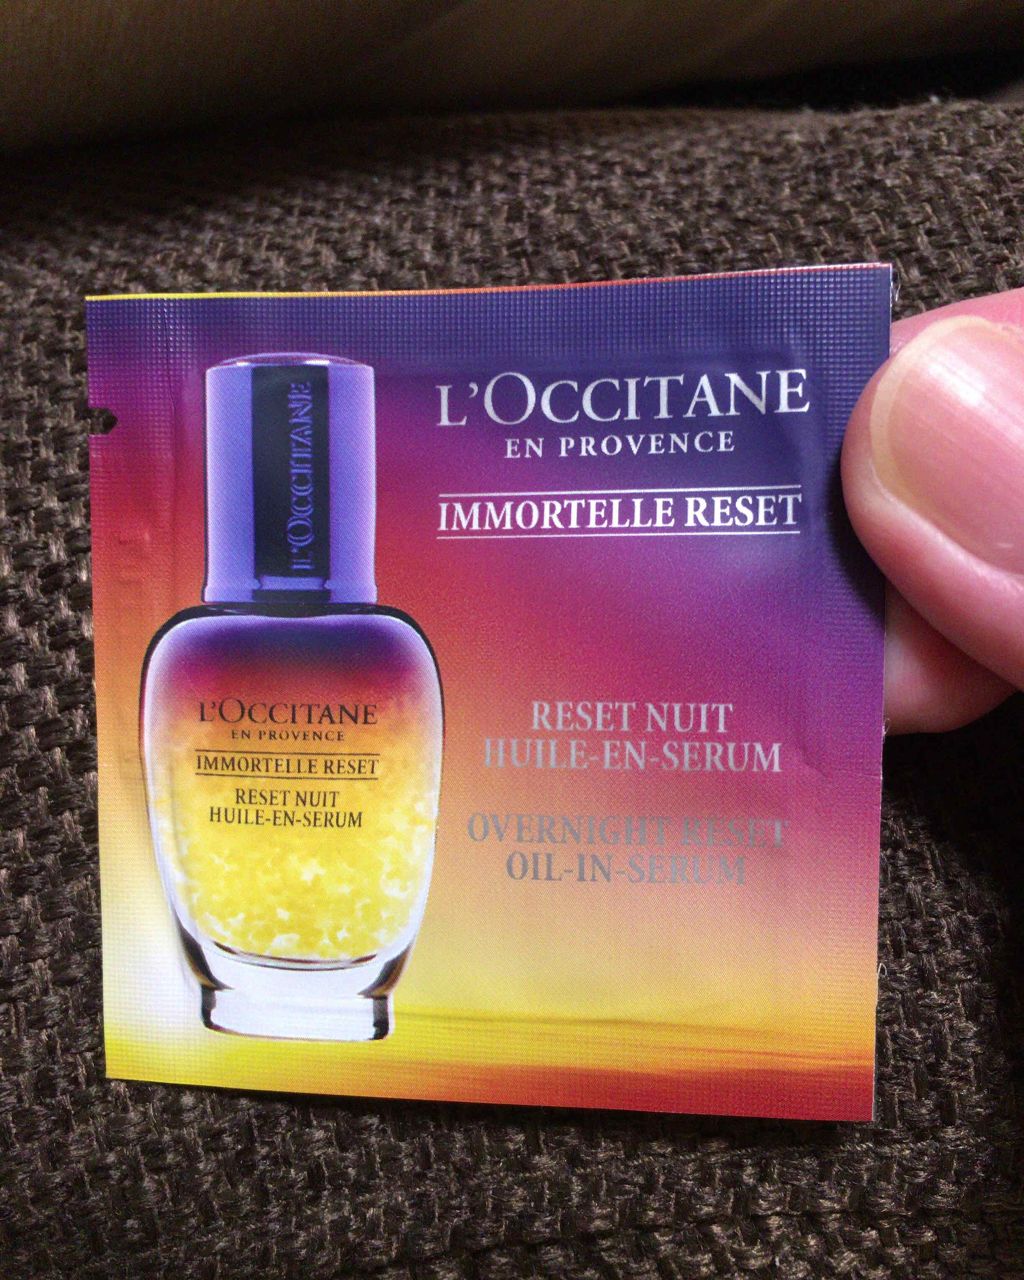 L'OCCITANE
EN PROVENCE
IMMORTELLE RESET
RESET NUIT
HUILE-EN-SERUM
OVERNIGHT RESET
OIL-IN-SERUM
L'OCCITANE
L'OCCITANE
EN PROVENCE
IMMORTELLE RESET
RESET NUIT
HUILE-EN-SERUM